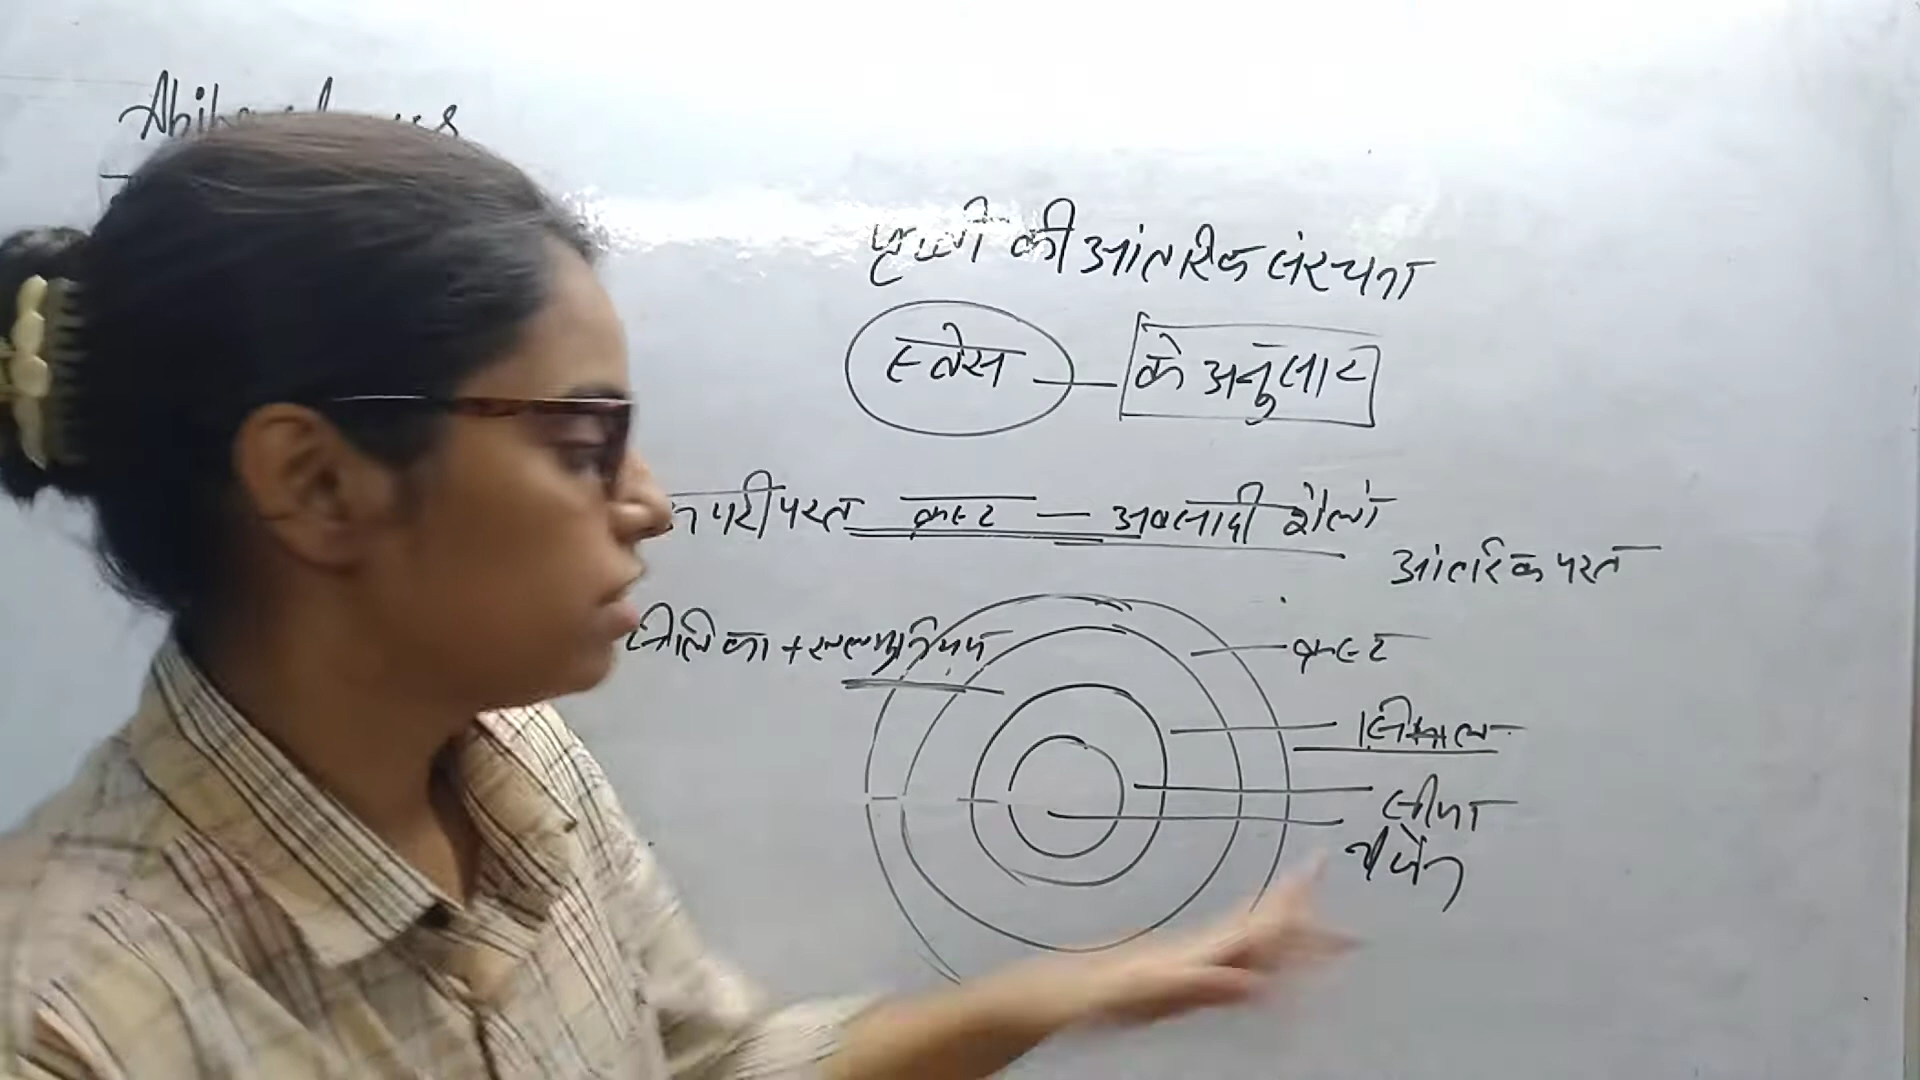 पृथ्वी की आंतरिक संरचना
स्वेस के अनुसार
परी परत क्रस्ट — अवसादी शैलों
आंतरिक परत
सीलिका + एल्युमिनियम
क्रस्ट
सीमा